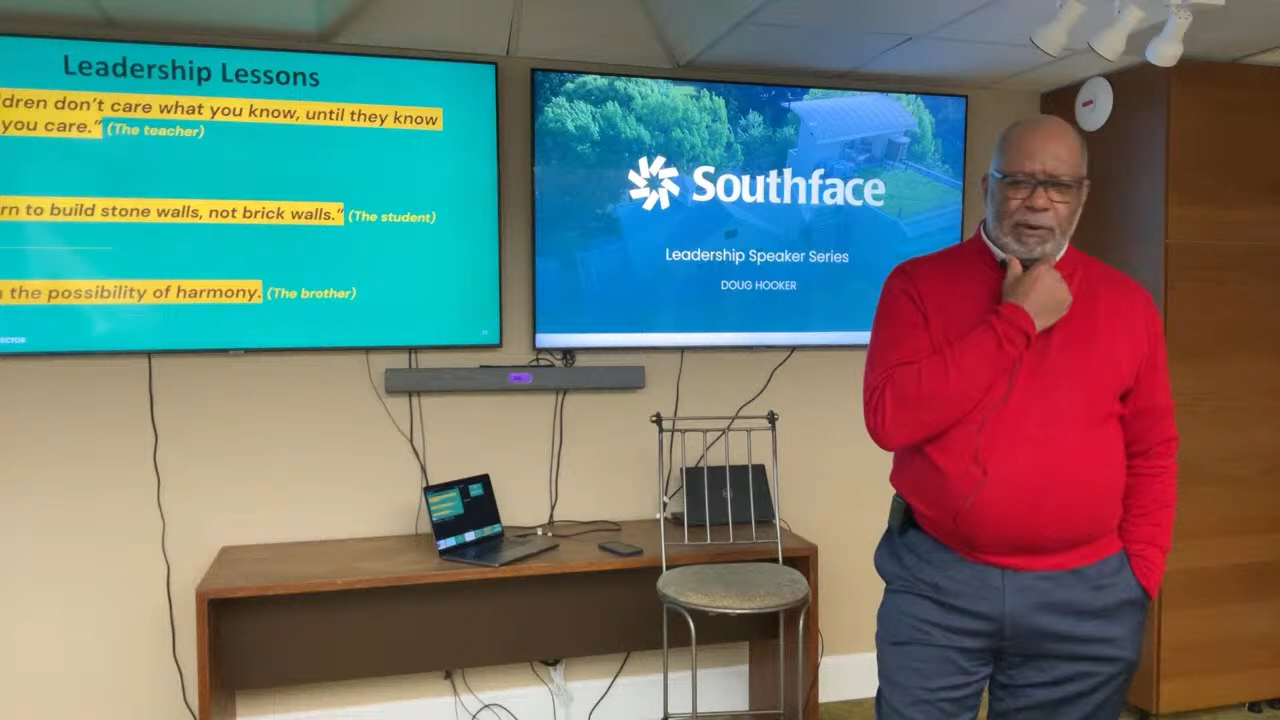 Leadership Lessons
dren don't care what you know, until they know
you care." (The teacher)
rn to build stone walls, not brick walls." (The student)
the possibility of harmony. (The brother)
ECTOR
Southface
Leadership Speaker Series
DOUG HOOKER